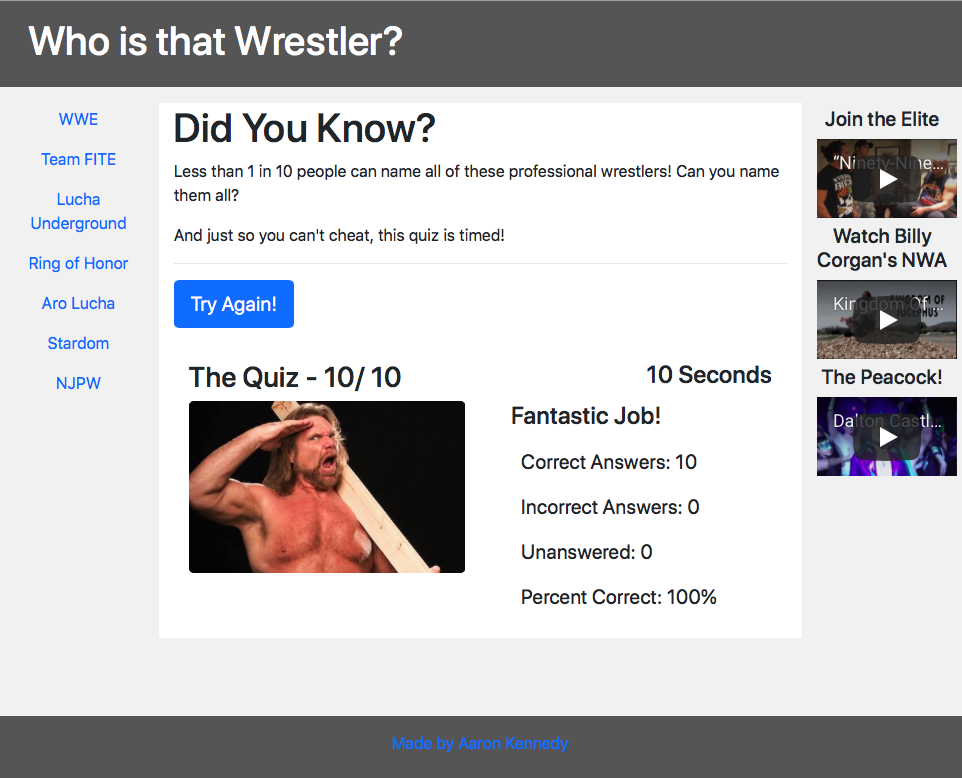 Who is that Wrestler?
WWE
Team FITE
Lucha
Underground
Ring of Honor
Aro Lucha
Stardom
NJPW
Did You Know?
Less than 1 in 10 people can name all of these professional wrestlers! Can you name
them all?
And just so you can't cheat, this quiz is timed!
Try Again!
The Quiz - 10/ 10
10 Seconds
Fantastic Job!
Correct Answers: 10
Incorrect Answers: 0
Unanswered: 0
Percent Correct: 100%
Join the Elite
“Ninety-Nine...
Watch Billy
Corgan's NWA
Kingdom Of ...
KINGDOM OF
The Peacock!
Dalton Castl...
Made by Aaron Kennedy